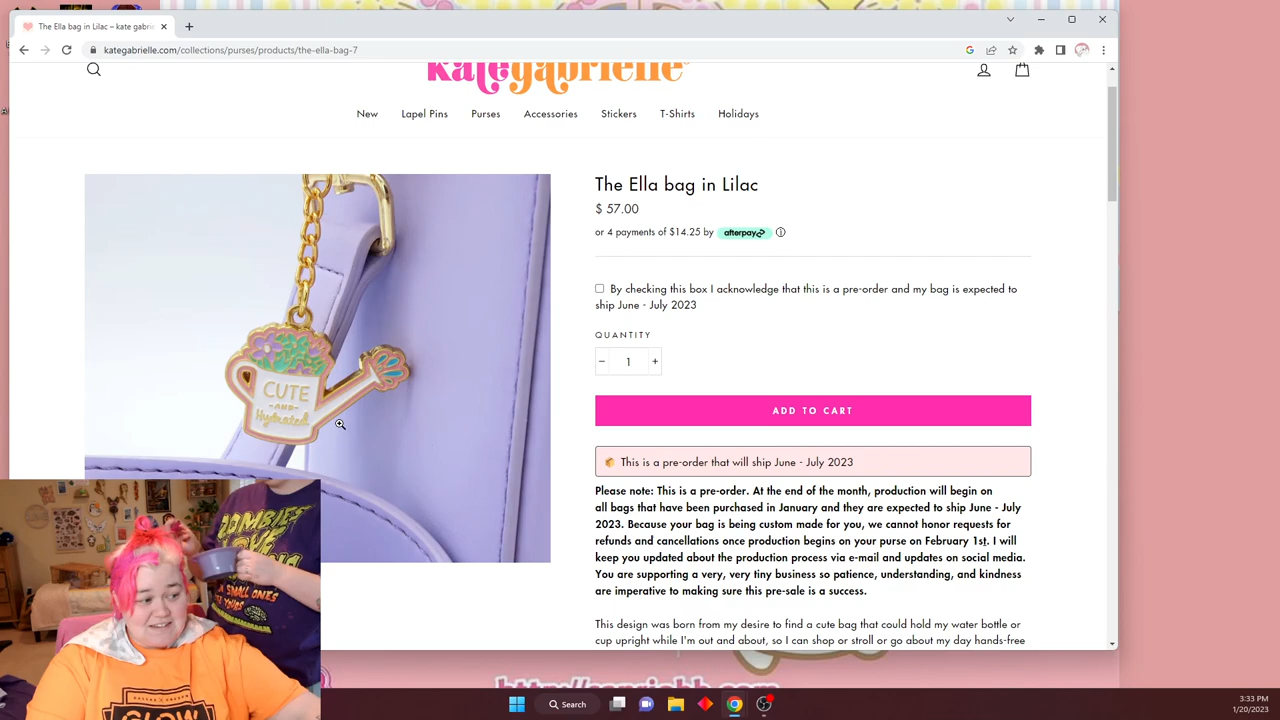 The Ella bag in Lilac – kate gabrie
kategabrielle.com/collections/purses/products/the-ella-bag-7
kategabrielle
New Lapel Pins Purses Accessories Stickers T-Shirts Holidays
The Ella bag in Lilac
$ 57.00
or 4 payments of $14.25 by afterpay
By checking this box I acknowledge that this is a pre-order and my bag is expected to
ship June - July 2023
QUANTITY
− 1 +
ADD TO CART
This is a pre-order that will ship June - July 2023
Please note: This is a pre-order. At the end of the month, production will begin on
all bags that have been purchased in January and they are expected to ship June - July
2023. Because your bag is being custom made for you, we cannot honor requests for
refunds and cancellations once production begins on your purse on February 1st. I will
keep you updated about the production process via e-mail and updates on social media.
You are supporting a very, very tiny business so patience, understanding, and kindness
are imperative to making sure this pre-sale is a success.
This design was born from my desire to find a cute bag that could hold my water bottle or
cup upright while I'm out and about, so I can shop or stroll or go about my day hands-free
CUTE
-AND-
Hydrated
ZOMBIES
SMALL ONES
GLOW
Search
3:33 PM
1/20/2023